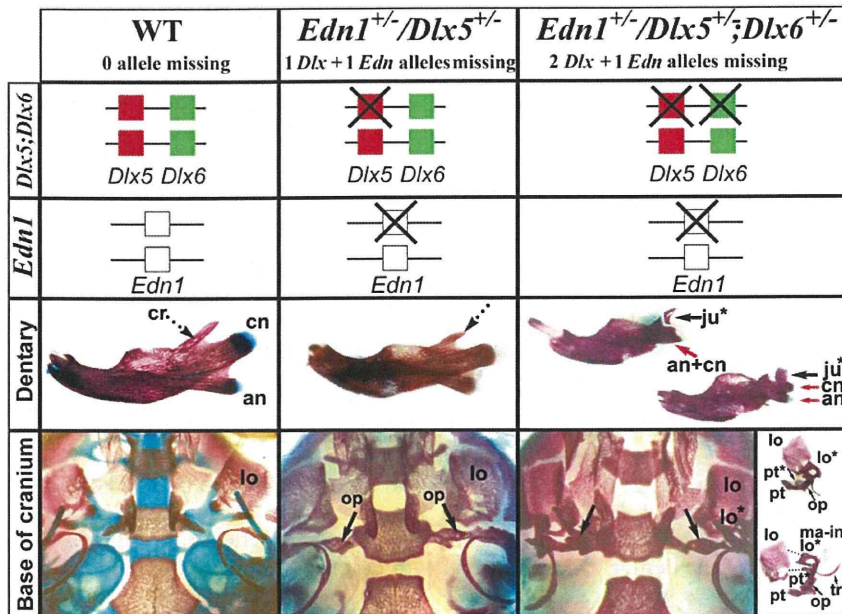 WT
0 allele missing
Edn1+/-/Dlx5+/-
1 Dlx + 1 Edn alleles missing
Edn1+/-/Dlx5+/-;Dlx6+/-
2 Dlx + 1 Edn alleles missing
Dlx5;Dlx6
Dlx5 Dlx6
Dlx5 Dlx6
Dlx5 Dlx6
Edn1
Edn1
Edn1
Edn1
Dentary
cr
cn
an
ju*
an+cn
ju*
cn
an
Base of cranium
lo
op
op
lo
lo
lo*
lo
lo*
pt*
pt
op
lo
ma-in
lo*
pt*
pt
tr
op